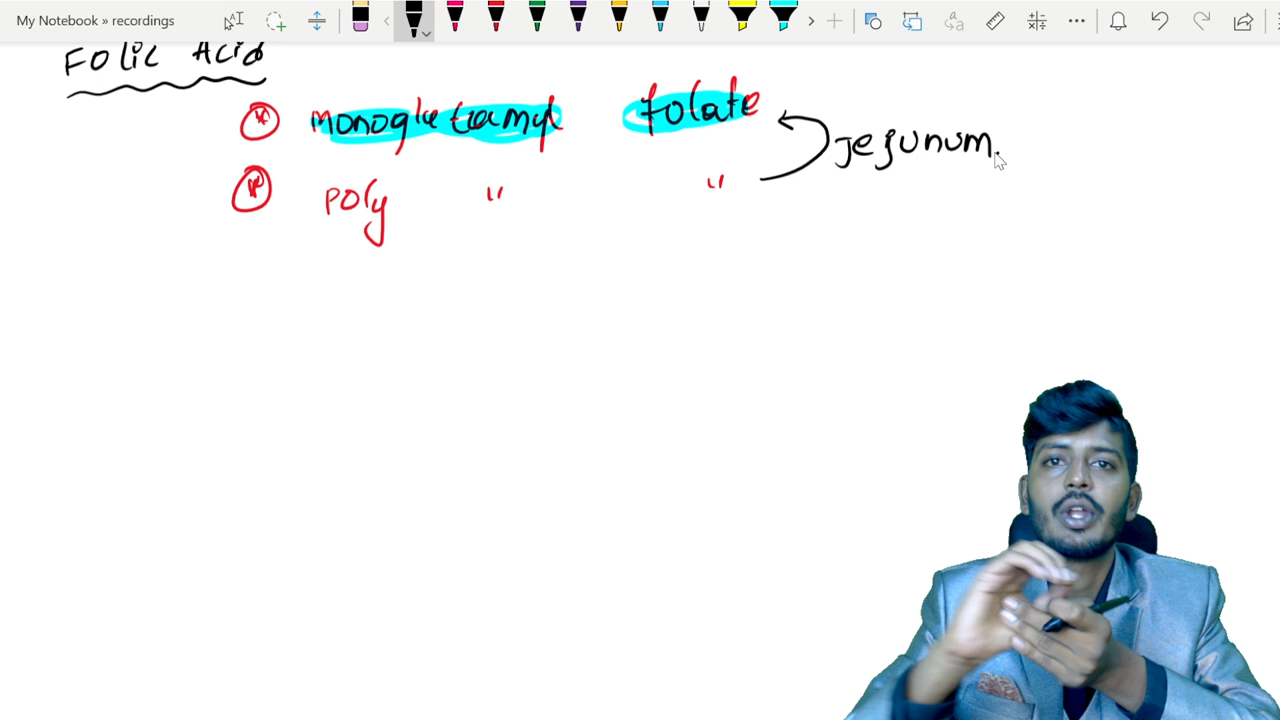 My Notebook » recordings
Folic Acid
monoglutamyl folate
Jejunum.
poly " "